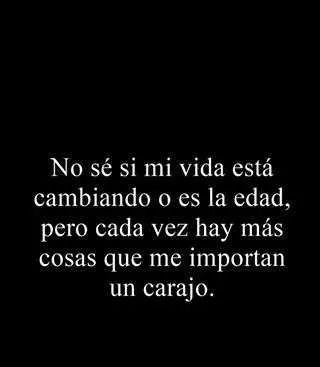 No sé si mi vida está
cambiando o es la edad,
pero cada vez hay más
cosas que me importan
un carajo.